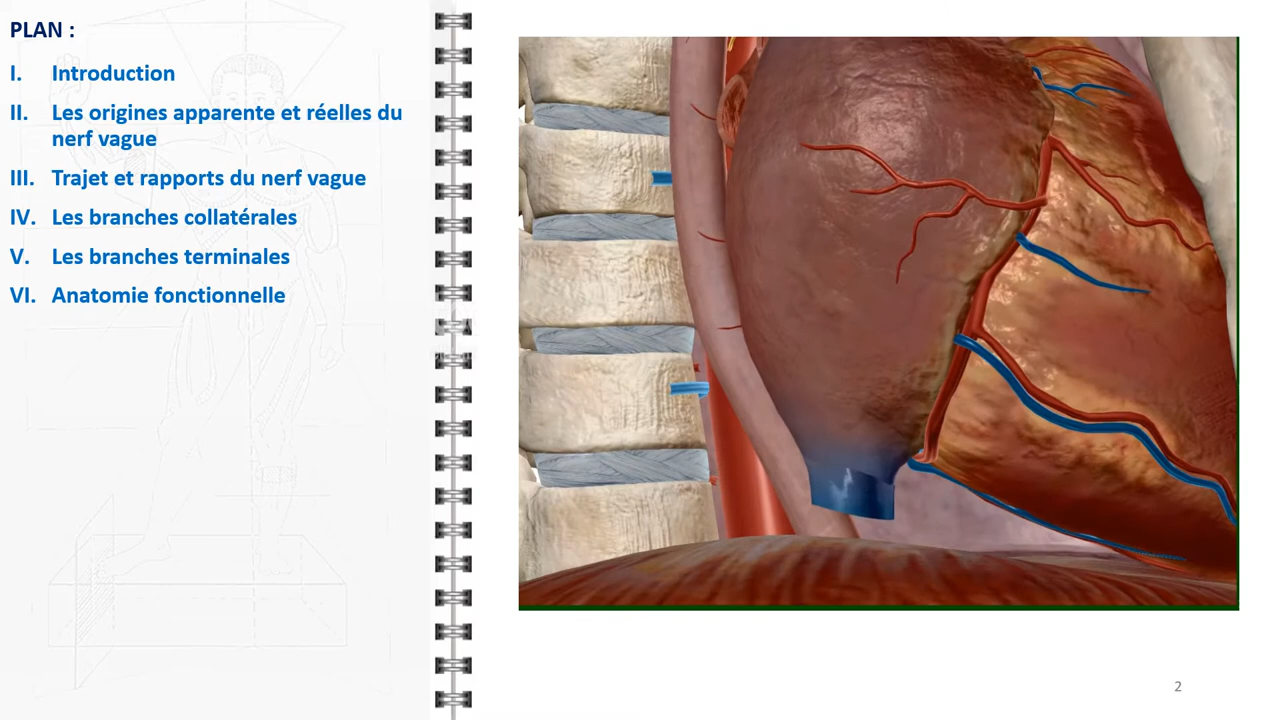 PLAN :
I. Introduction
II. Les origines apparente et réelles du
nerf vague
III. Trajet et rapports du nerf vague
IV. Les branches collatérales
V. Les branches terminales
VI. Anatomie fonctionnelle
2